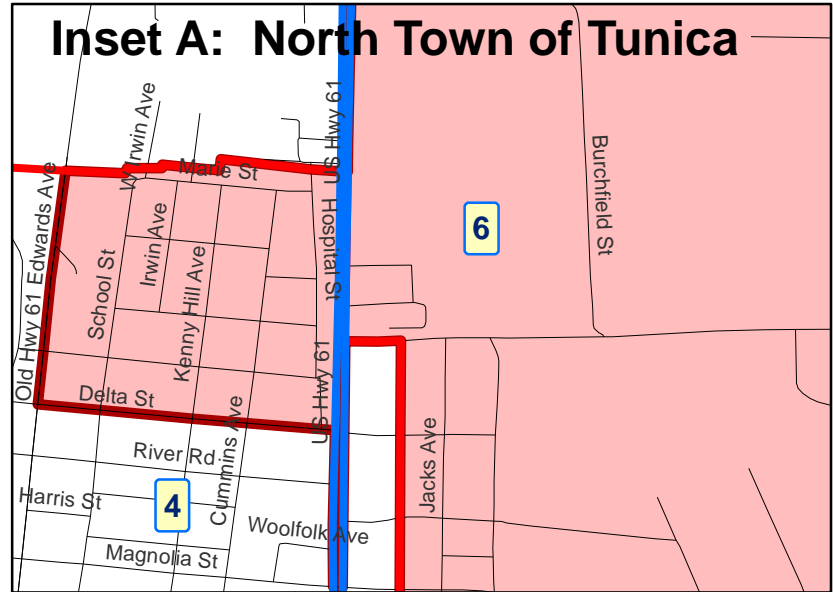 Inset A: North Town of Tunica
W Irwin Ave
US Hwy 61
Marie St
Burchfield St
Old Hwy 61 Edwards Ave
School St
Irwin Ave
Kenny Hill Ave
Hospital St
6
US Hwy 61
Delta St
Cummins Ave
Jacks Ave
River Rd
Harris St
4
Woolfolk Ave
Magnolia St